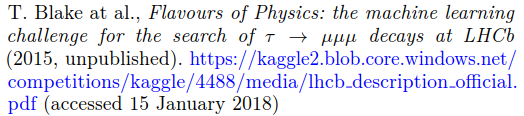 T. Blake at al., Flavours of Physics: the machine learning
challenge for the search of τ → μμμ decays at LHCb
(2015, unpublished). https://kaggle2.blob.core.windows.net/
competitions/kaggle/4488/media/lhcb_description_official.
pdf (accessed 15 January 2018)